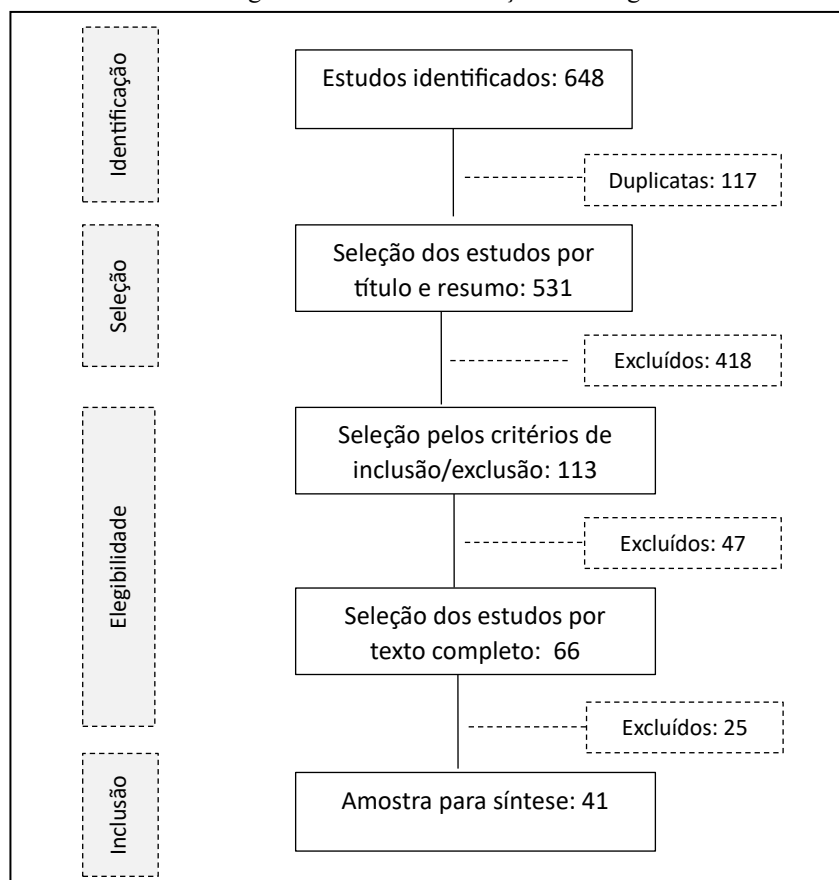 Identificação
Estudos identificados: 648
Duplicatas: 117
Seleção
Seleção dos estudos por
título e resumo: 531
Excluídos: 418
Elegibilidade
Seleção pelos critérios de
inclusão/exclusão: 113
Excluídos: 47
Seleção dos estudos por
texto completo: 66
Excluídos: 25
Inclusão
Amostra para síntese: 41